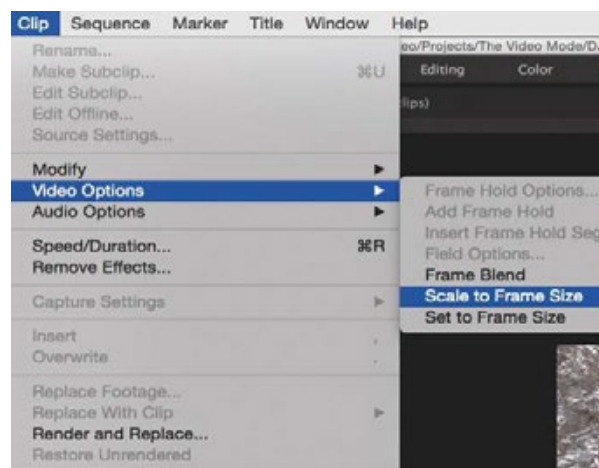 Clip Sequence Marker Title Window Help
Rename...
Make Subclip... ⌘U
Edit Subclip...
Edit Offline...
Source Settings...
Modify
Video Options
Audio Options
Speed/Duration... ⌘R
Remove Effects...
Capture Settings
Insert ,
Overwrite .
Replace Footage...
Replace With Clip
Render and Replace...
Restore Unrendered
eo/Projects/The Video Mode/D
Editing Color
clips)
Frame Hold Options...
Add Frame Hold
Insert Frame Hold Seg
Field Options...
Frame Blend
Scale to Frame Size
Set to Frame Size